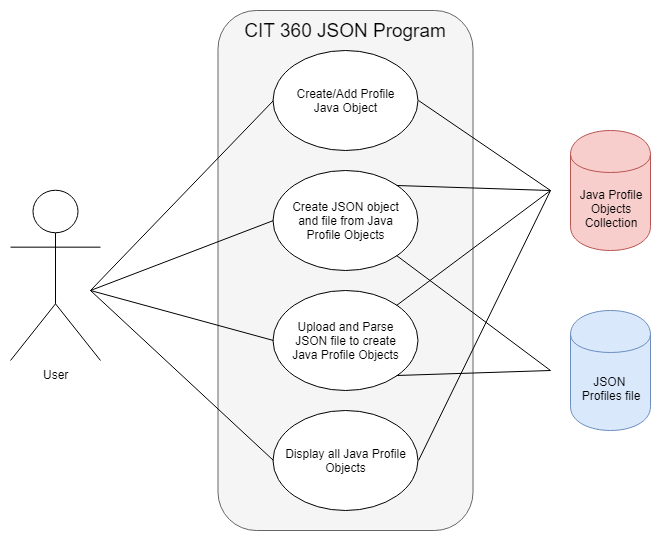 CIT 360 JSON Program
Create/Add Profile
Java Object
Create JSON object
and file from Java
Profile Objects
Upload and Parse
JSON file to create
Java Profile Objects
Display all Java Profile
Objects
User
Java Profile
Objects
Collection
JSON
Profiles file